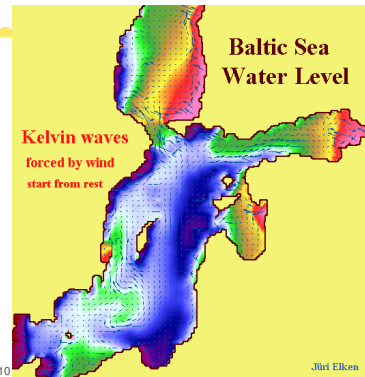 Baltic Sea
Water Level
Kelvin waves
forced by wind
start from rest
Jüri Elken
10